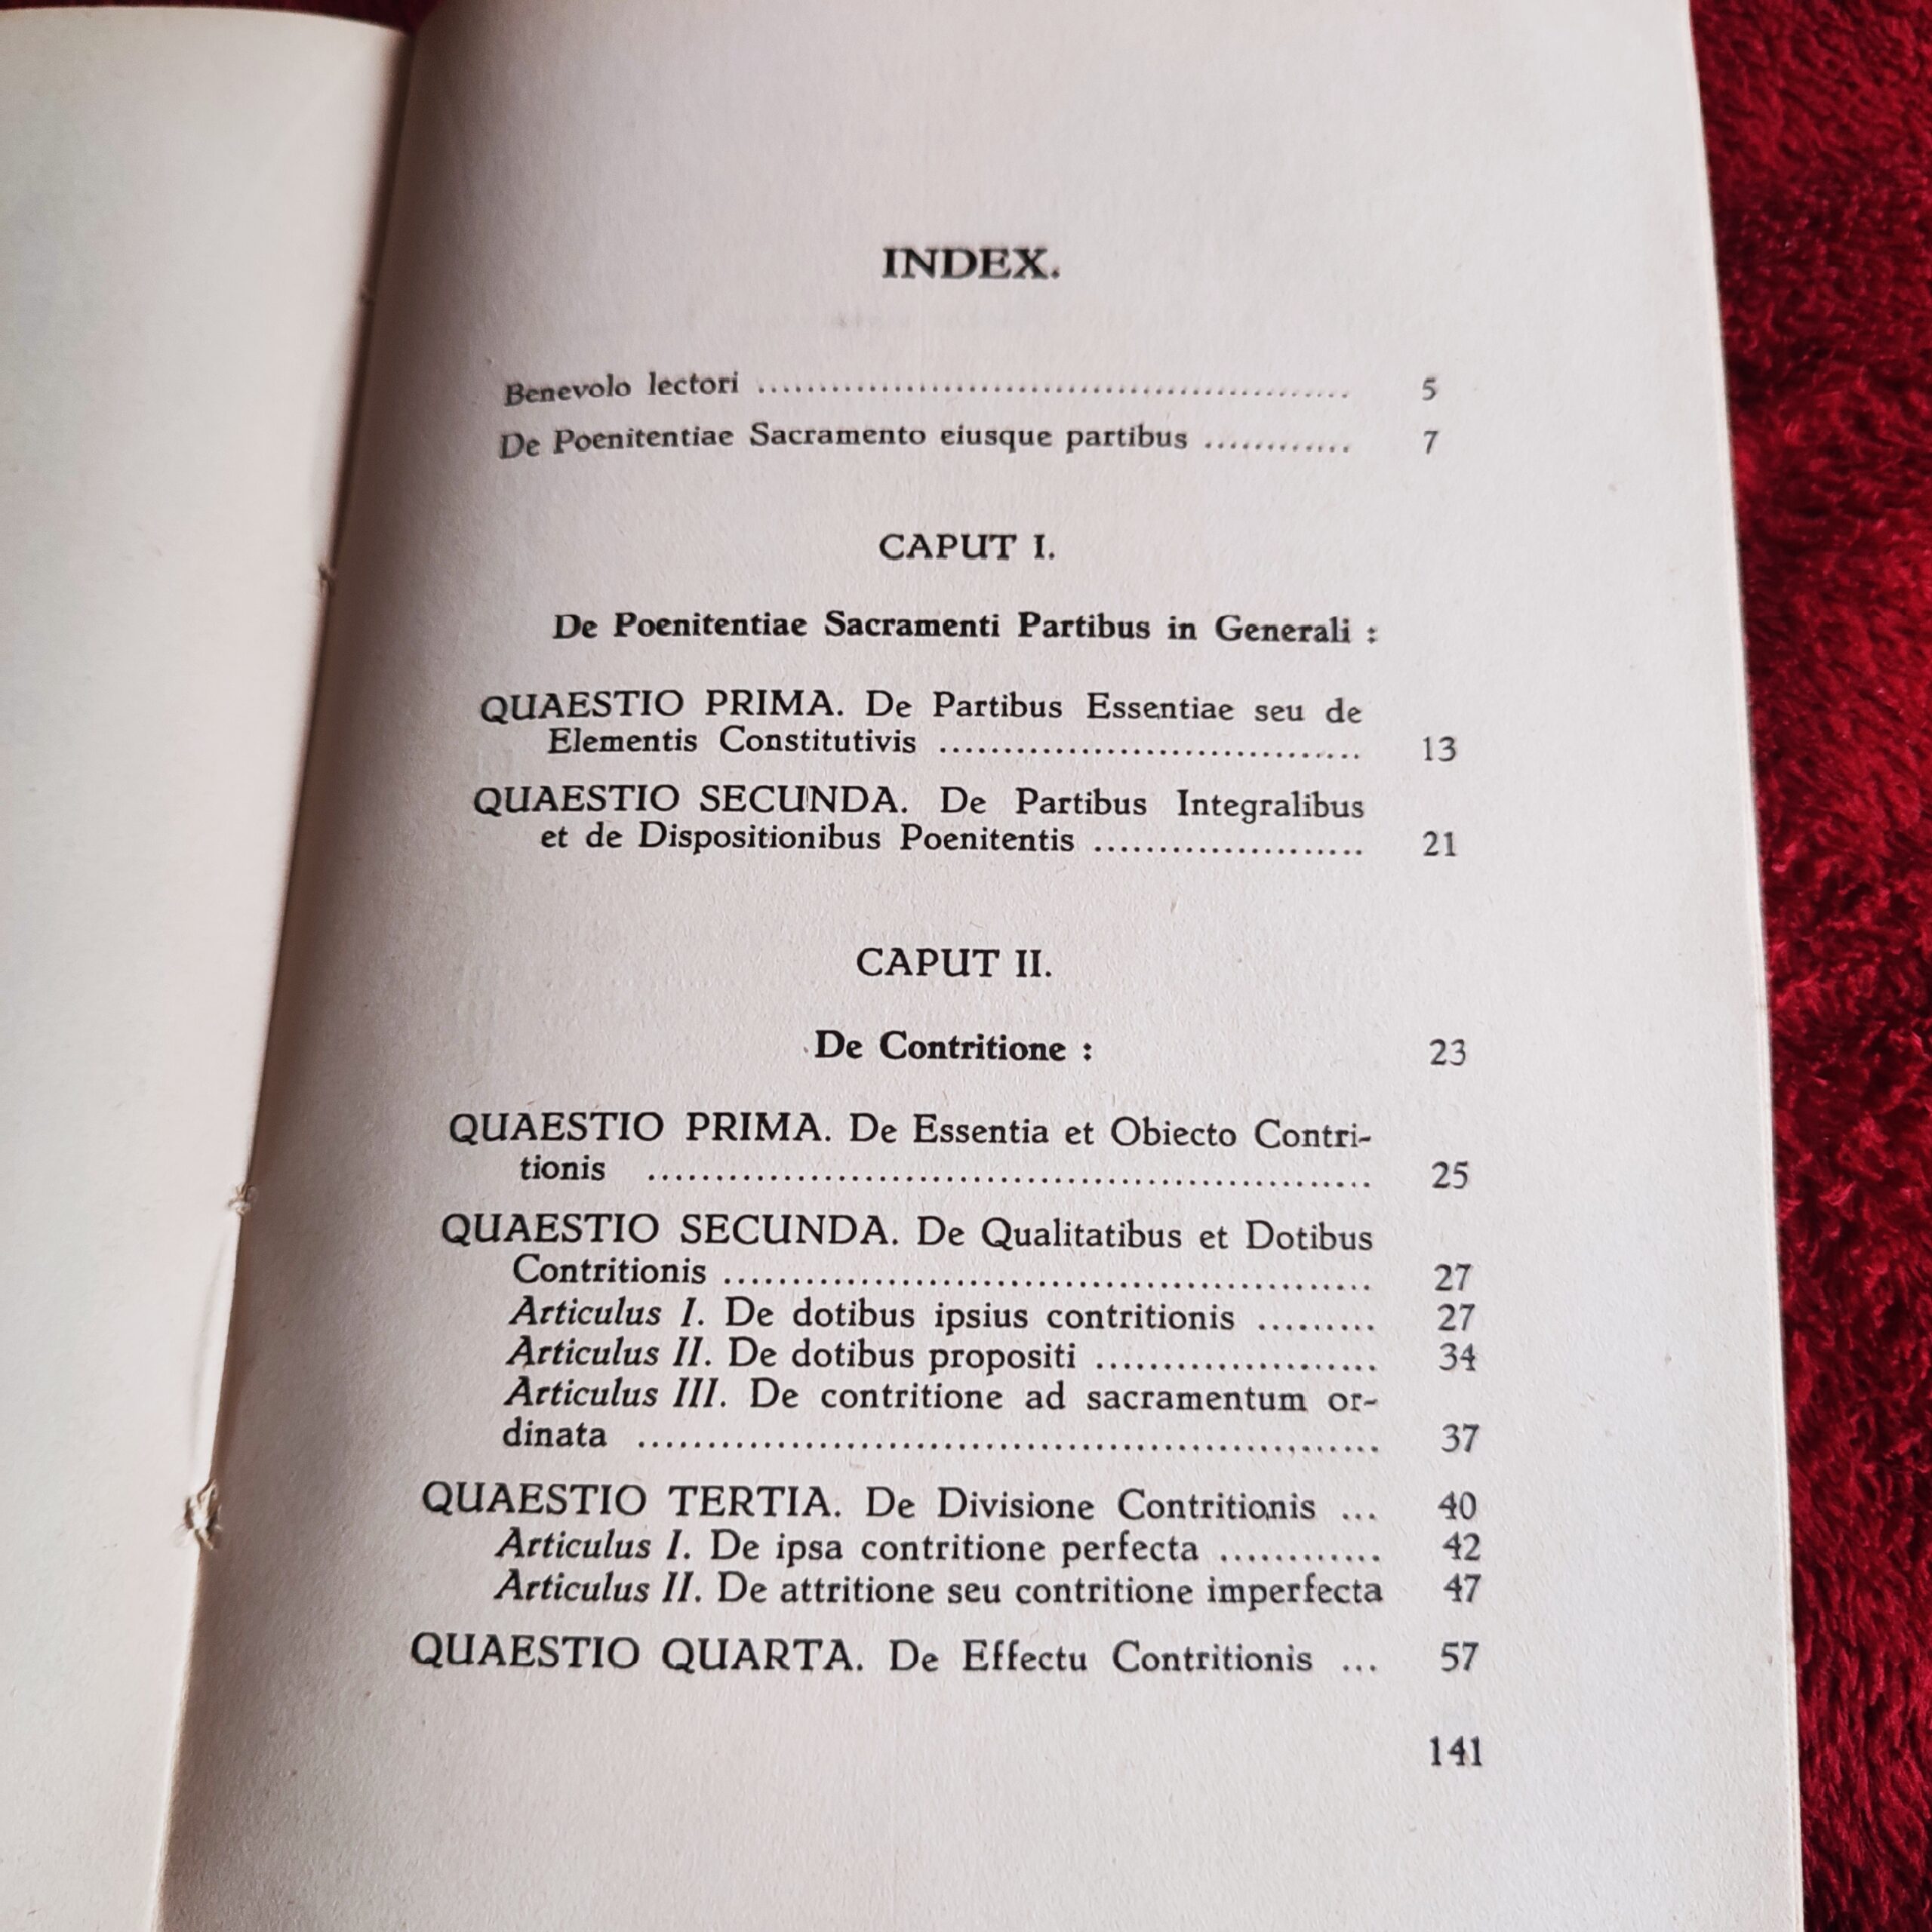 INDEX.
Benevolo lectori .................................................. 5
De Poenitentiae Sacramento eiusque partibus ............ 7
CAPUT I.
De Poenitentiae Sacramenti Partibus in Generali :
QUAESTIO PRIMA. De Partibus Essentiae seu de
Elementis Constitutivis .................................. 13
QUAESTIO SECUNDA. De Partibus Integralibus
et de Dispositionibus Poenitentis ...................... 21
CAPUT II.
De Contritione : 23
QUAESTIO PRIMA. De Essentia et Obiecto Contri-
tionis ........................................................ 25
QUAESTIO SECUNDA. De Qualitatibus et Dotibus
Contritionis .................................................. 27
Articulus I. De dotibus ipsius contritionis ......... 27
Articulus II. De dotibus propositi ..................... 34
Articulus III. De contritione ad sacramentum or-
dinata ........................................................ 37
QUAESTIO TERTIA. De Divisione Contritionis ... 40
Articulus I. De ipsa contritione perfecta ............ 42
Articulus II. De attritione seu contritione imperfecta 47
QUAESTIO QUARTA. De Effectu Contritionis ... 57
141